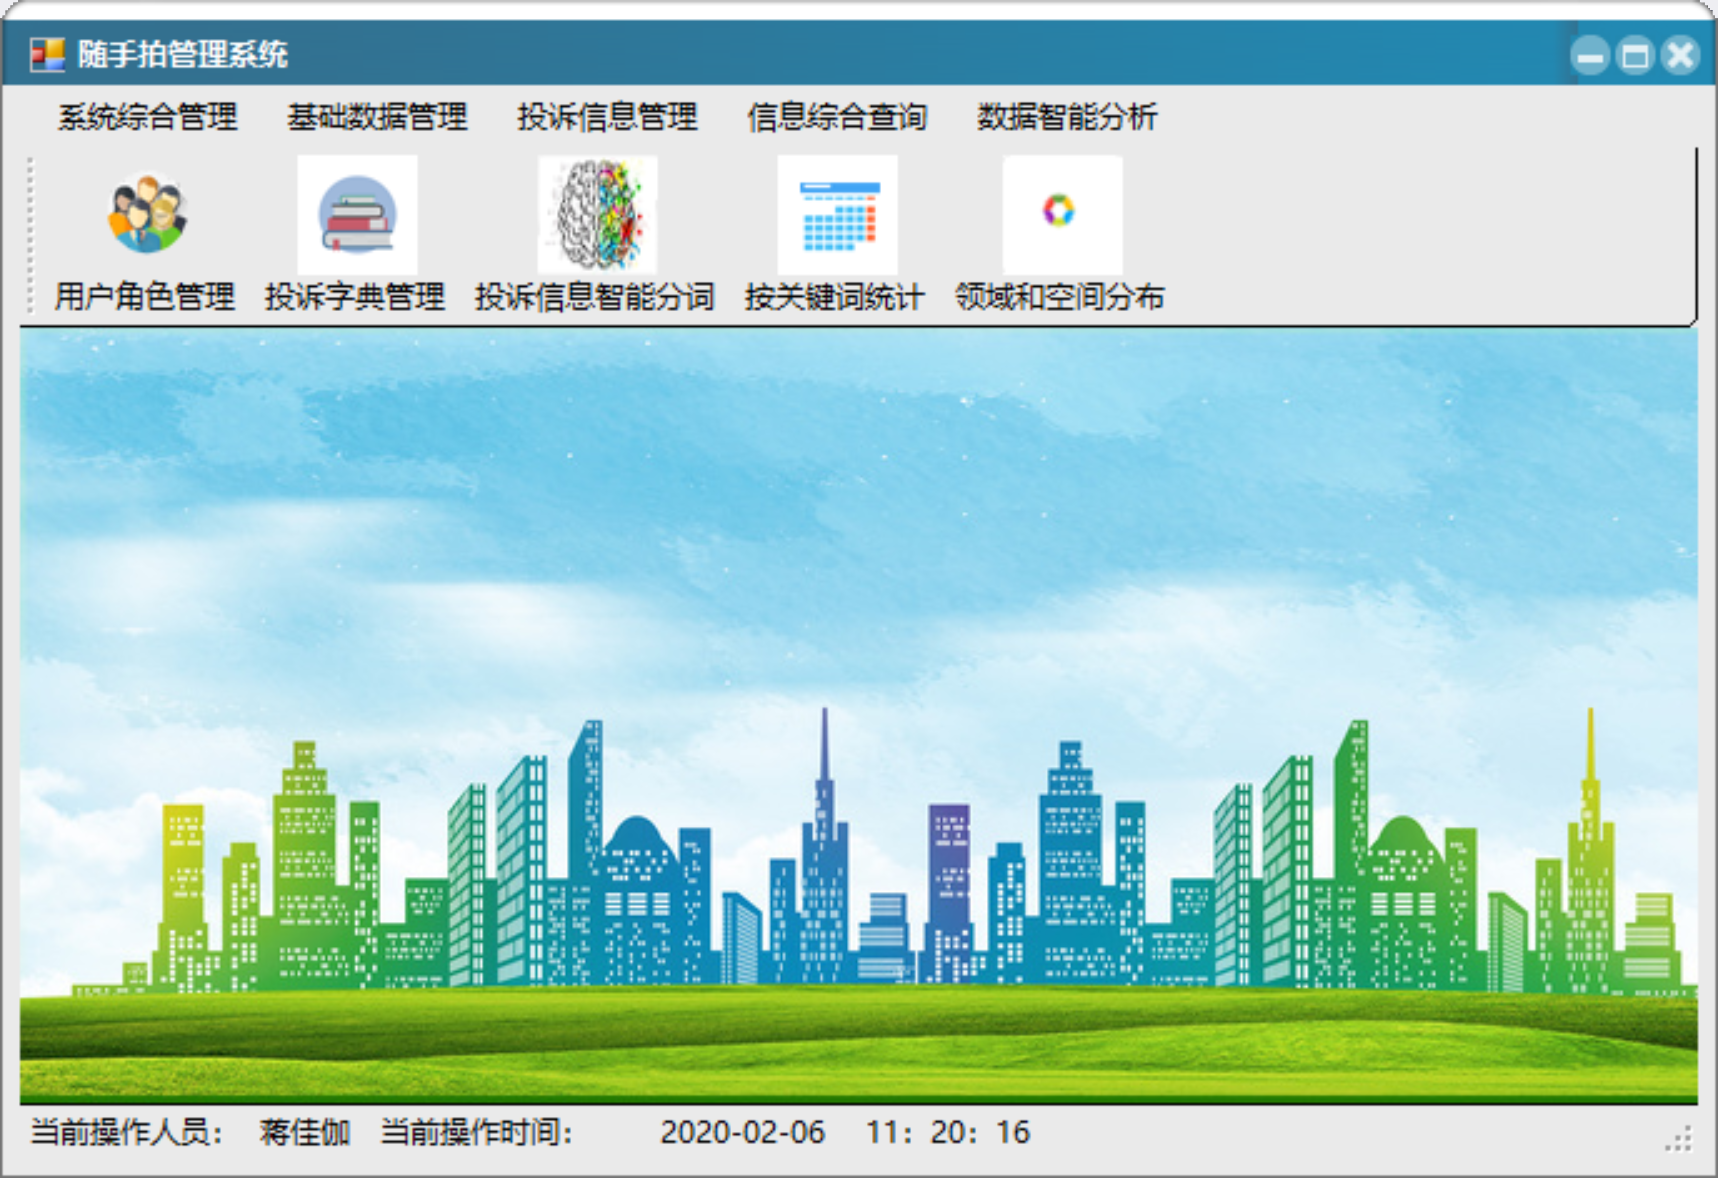 随手拍管理系统
系统综合管理 基础数据管理 投诉信息管理 信息综合查询 数据智能分析
用户角色管理 投诉字典管理 投诉信息智能分词 按关键词统计 领域和空间分布
当前操作人员： 蒋佳伽 当前操作时间： 2020-02-06 11：20：16